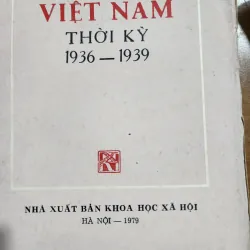 VIỆT NAM
THỜI KỲ
1936 — 1939
NHÀ XUẤT BẢN KHOA HỌC XÃ HỘI
HÀ NỘI — 1979